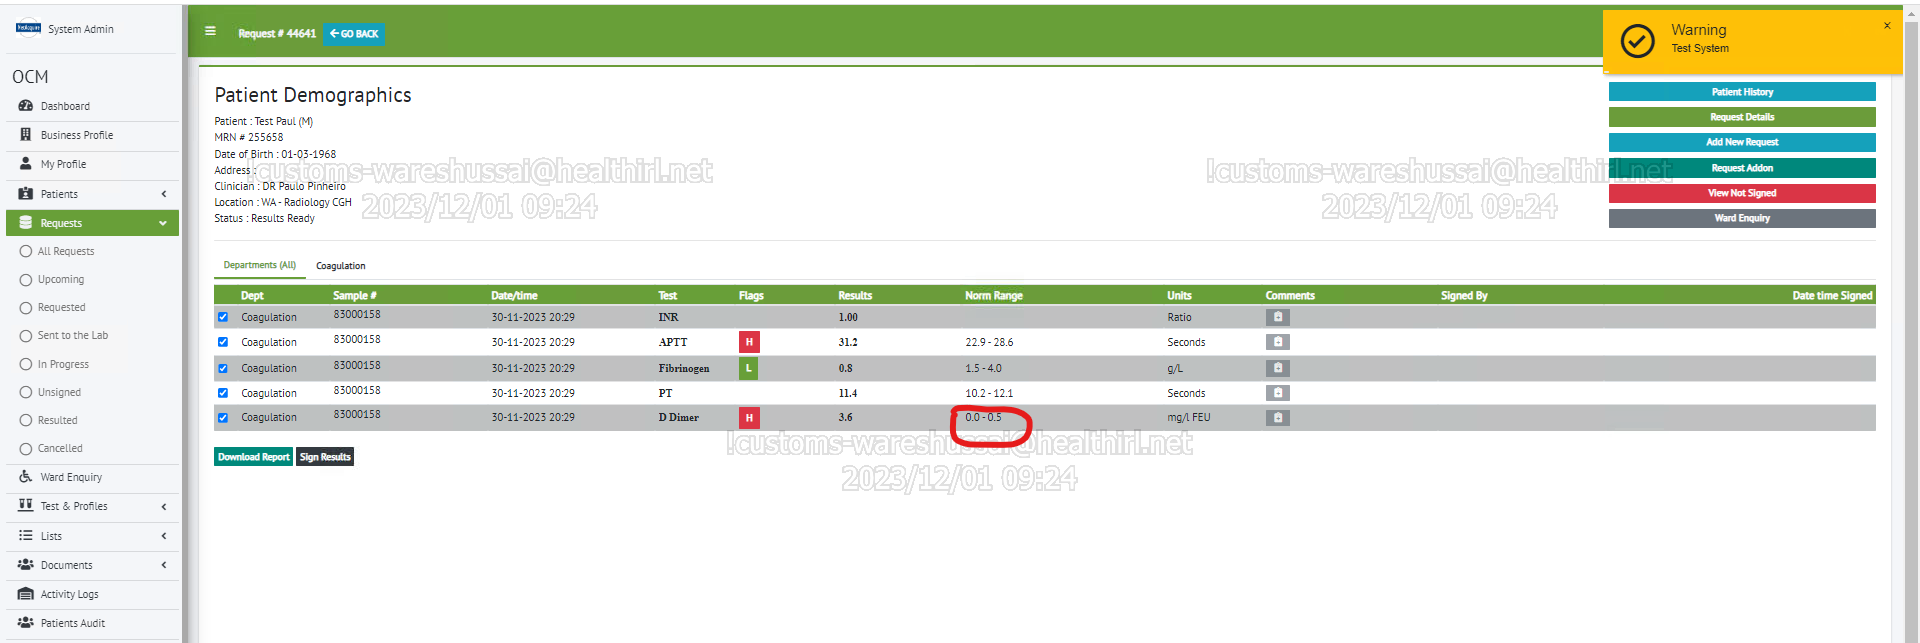 System Admin
OCM
Dashboard
Business Profile
My Profile
Patients
Requests
All Requests
Upcoming
Requested
Sent to the Lab
In Progress
Unsigned
Resulted
Cancelled
Ward Enquiry
Test & Profiles
Lists
Documents
Activity Logs
Patients Audit
Request # 44641 GO BACK
Warning
Test System
Patient Demographics
Patient : Test Paul (M)
MRN # 255658
Date of Birth : 01-03-1968
Address :
Clinician : DR Paulo Pinheiro
Location : WA - Radiology CGH
Status : Results Ready
Patient History
Request Details
Add New Request
Request Addon
View Not Signed
Ward Enquiry
!customs-wareshussai@healthirl.net
2023/12/01 09:24
!customs-wareshussai@healthirl.net
2023/12/01 09:24
Departments (All) Coagulation
Dept Sample # Date/time Test Flags Results Norm Range Units Comments Signed By Date time Signed
Coagulation 83000158 30-11-2023 20:29 INR 1.00 Ratio
Coagulation 83000158 30-11-2023 20:29 APTT H 31.2 22.9 - 28.6 Seconds
Coagulation 83000158 30-11-2023 20:29 Fibrinogen L 0.8 1.5 - 4.0 g/L
Coagulation 83000158 30-11-2023 20:29 PT 11.4 10.2 - 12.1 Seconds
Coagulation 83000158 30-11-2023 20:29 D Dimer H 3.6 0.0 - 0.5 mg/l FEU
Download Report Sign Results
!customs-wareshussai@healthirl.net
2023/12/01 09:24